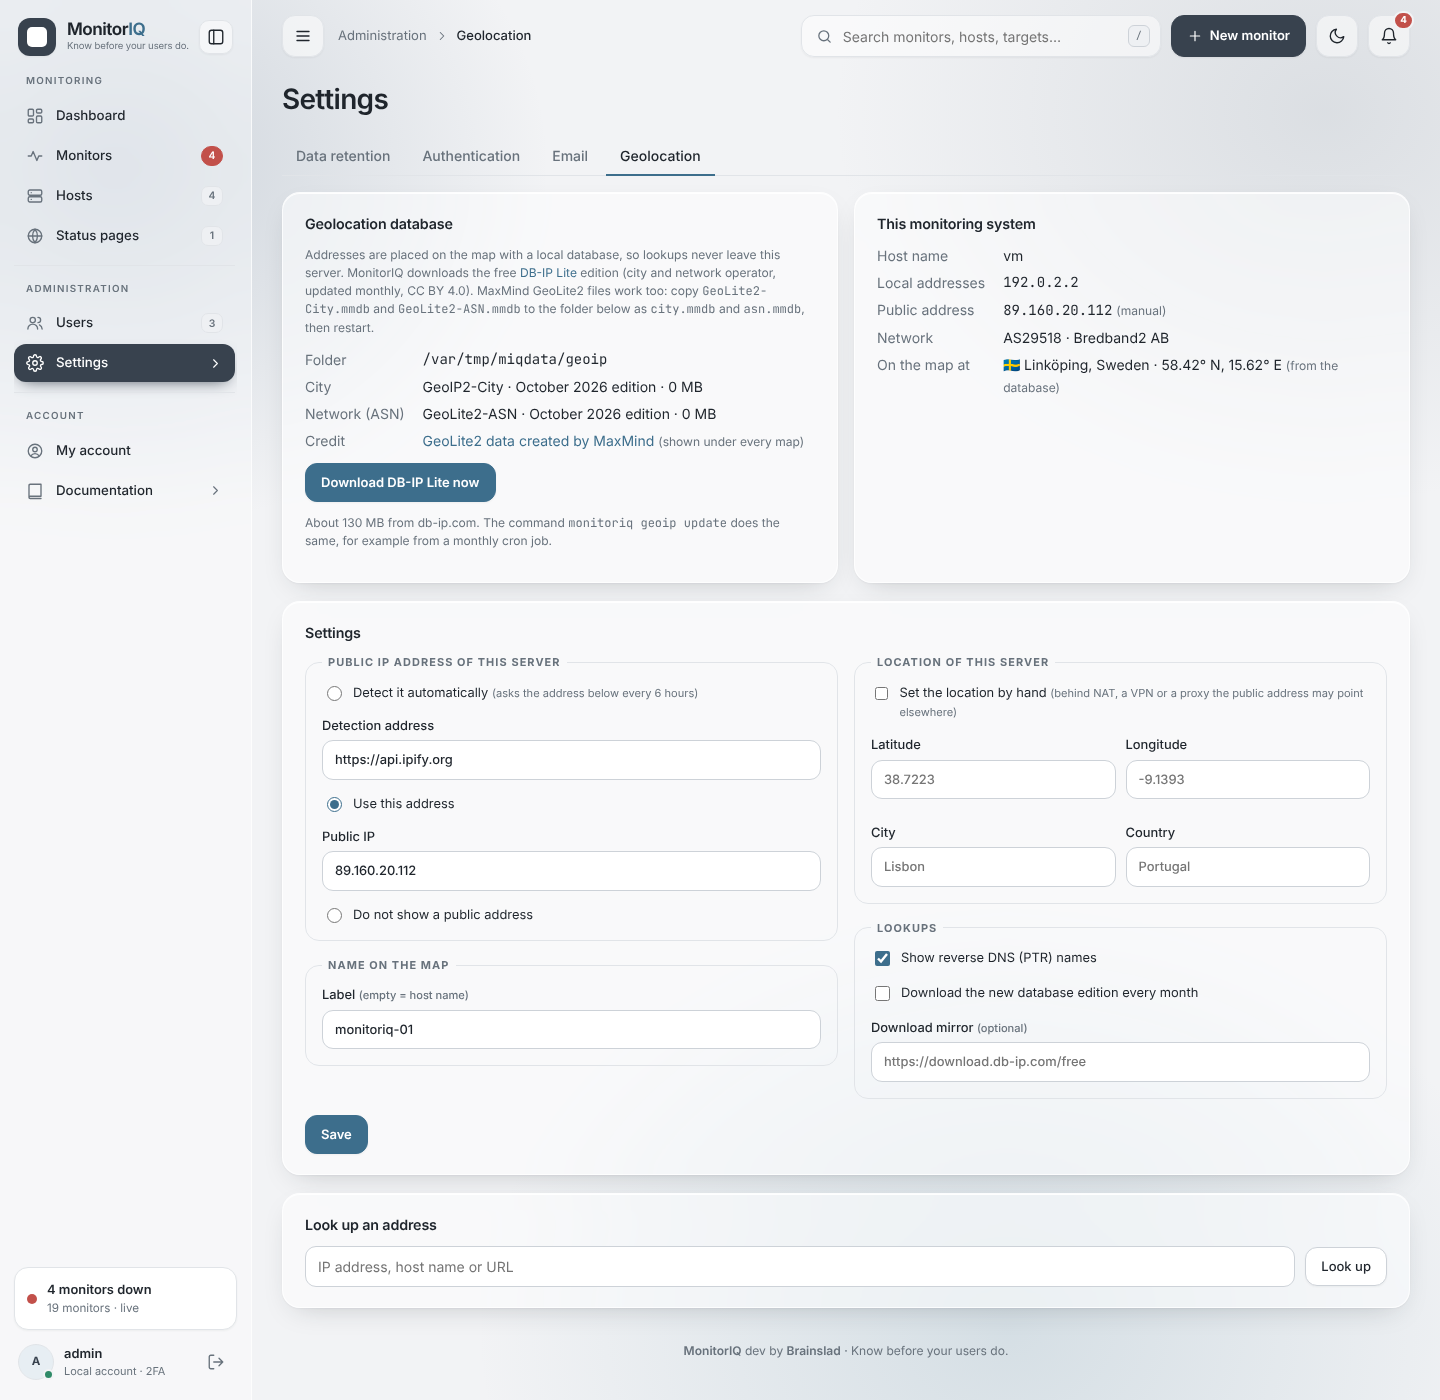 MonitorIQ
Know before your users do.
MONITORING
Dashboard
Monitors 4
Hosts 4
Status pages 1
ADMINISTRATION
Users 3
Settings
ACCOUNT
My account
Documentation
4 monitors down
19 monitors · live
A
admin
Local account · 2FA
Administration > Geolocation
Search monitors, hosts, targets... /
+ New monitor
4
Settings
Data retention Authentication Email Geolocation
Geolocation database
Addresses are placed on the map with a local database, so lookups never leave this
server. MonitorIQ downloads the free DB-IP Lite edition (city and network operator,
updated monthly, CC BY 4.0). MaxMind GeoLite2 files work too: copy GeoLite2-
City.mmdb and GeoLite2-ASN.mmdb to the folder below as city.mmdb and asn.mmdb,
then restart.
Folder /var/tmp/miqdata/geoip
City GeoIP2-City · October 2026 edition · 0 MB
Network (ASN) GeoLite2-ASN · October 2026 edition · 0 MB
Credit GeoLite2 data created by MaxMind (shown under every map)
Download DB-IP Lite now
About 130 MB from db-ip.com. The command monitoriq geoip update does the
same, for example from a monthly cron job.
This monitoring system
Host name vm
Local addresses 192.0.2.2
Public address 89.160.20.112 (manual)
Network AS29518 · Bredband2 AB
On the map at 🇸🇪 Linköping, Sweden · 58.42° N, 15.62° E (from the
database)
Settings
PUBLIC IP ADDRESS OF THIS SERVER
Detect it automatically (asks the address below every 6 hours)
Detection address
https://api.ipify.org
Use this address
Public IP
89.160.20.112
Do not show a public address
NAME ON THE MAP
Label (empty = host name)
monitoriq-01
LOCATION OF THIS SERVER
Set the location by hand (behind NAT, a VPN or a proxy the public address may point
elsewhere)
Latitude Longitude
38.7223 -9.1393
City Country
Lisbon Portugal
LOOKUPS
Show reverse DNS (PTR) names
Download the new database edition every month
Download mirror (optional)
https://download.db-ip.com/free
Save
Look up an address
IP address, host name or URL
Look up
MonitorIQ dev by Brainslad · Know before your users do.